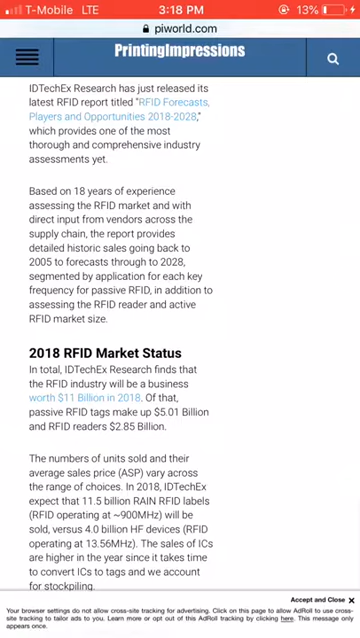 T-Mobile LTE 3:18 PM 13%
piworld.com
PrintingImpressions
IDTechEx Research has just released its
latest RFID report titled “RFID Forecasts,
Players and Opportunities 2018-2028,”
which provides one of the most
thorough and comprehensive industry
assessments yet.
Based on 18 years of experience
assessing the RFID market and with
direct input from vendors across the
supply chain, the report provides
detailed historic sales going back to
2005 to forecasts through to 2028,
segmented by application for each key
frequency for passive RFID, in addition to
assessing the RFID reader and active
RFID market size.
2018 RFID Market Status
In total, IDTechEx Research finds that
the RFID industry will be a business
worth $11 Billion in 2018. Of that,
passive RFID tags make up $5.01 Billion
and RFID readers $2.85 Billion.
The numbers of units sold and their
average sales price (ASP) vary across
the range of choices. In 2018, IDTechEx
expect that 11.5 billion RAIN RFID labels
(RFID operating at ~900MHz) will be
sold, versus 4.0 billion HF devices (RFID
operating at 13.56MHz). The sales of ICs
are higher in the year since it takes time
to convert ICs to tags and we account
for stockpiling.
Accept and Close X
Your browser settings do not allow cross-site tracking for advertising. Click on this page to allow AdRoll to use cross-
site tracking to tailor ads to you. Learn more or opt out of this AdRoll tracking by clicking here. This message only
appears once.